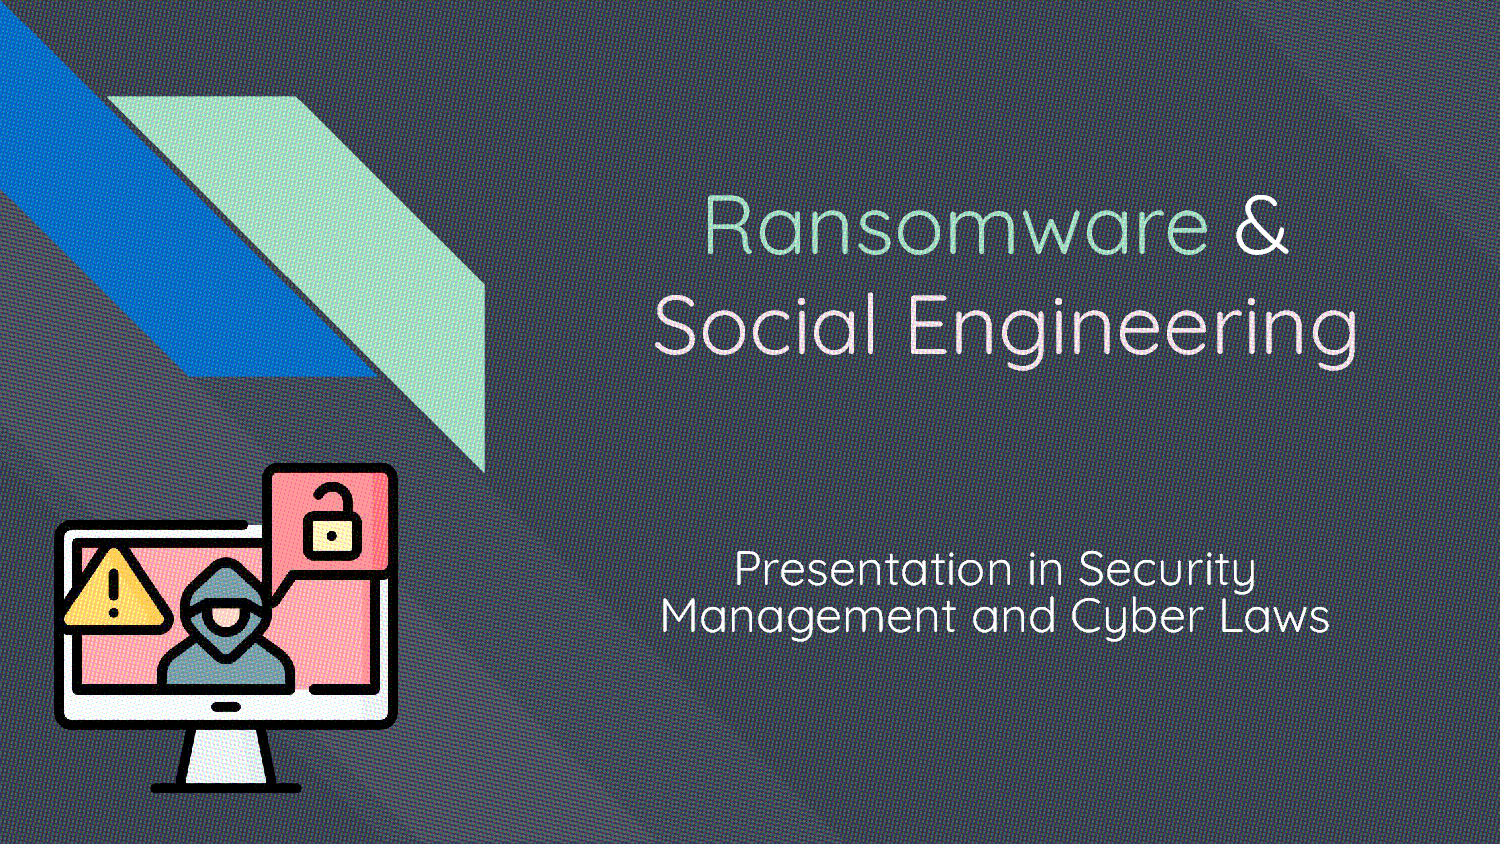 Ransomware &
Social Engineering
Presentation in Security
Management and Cyber Laws